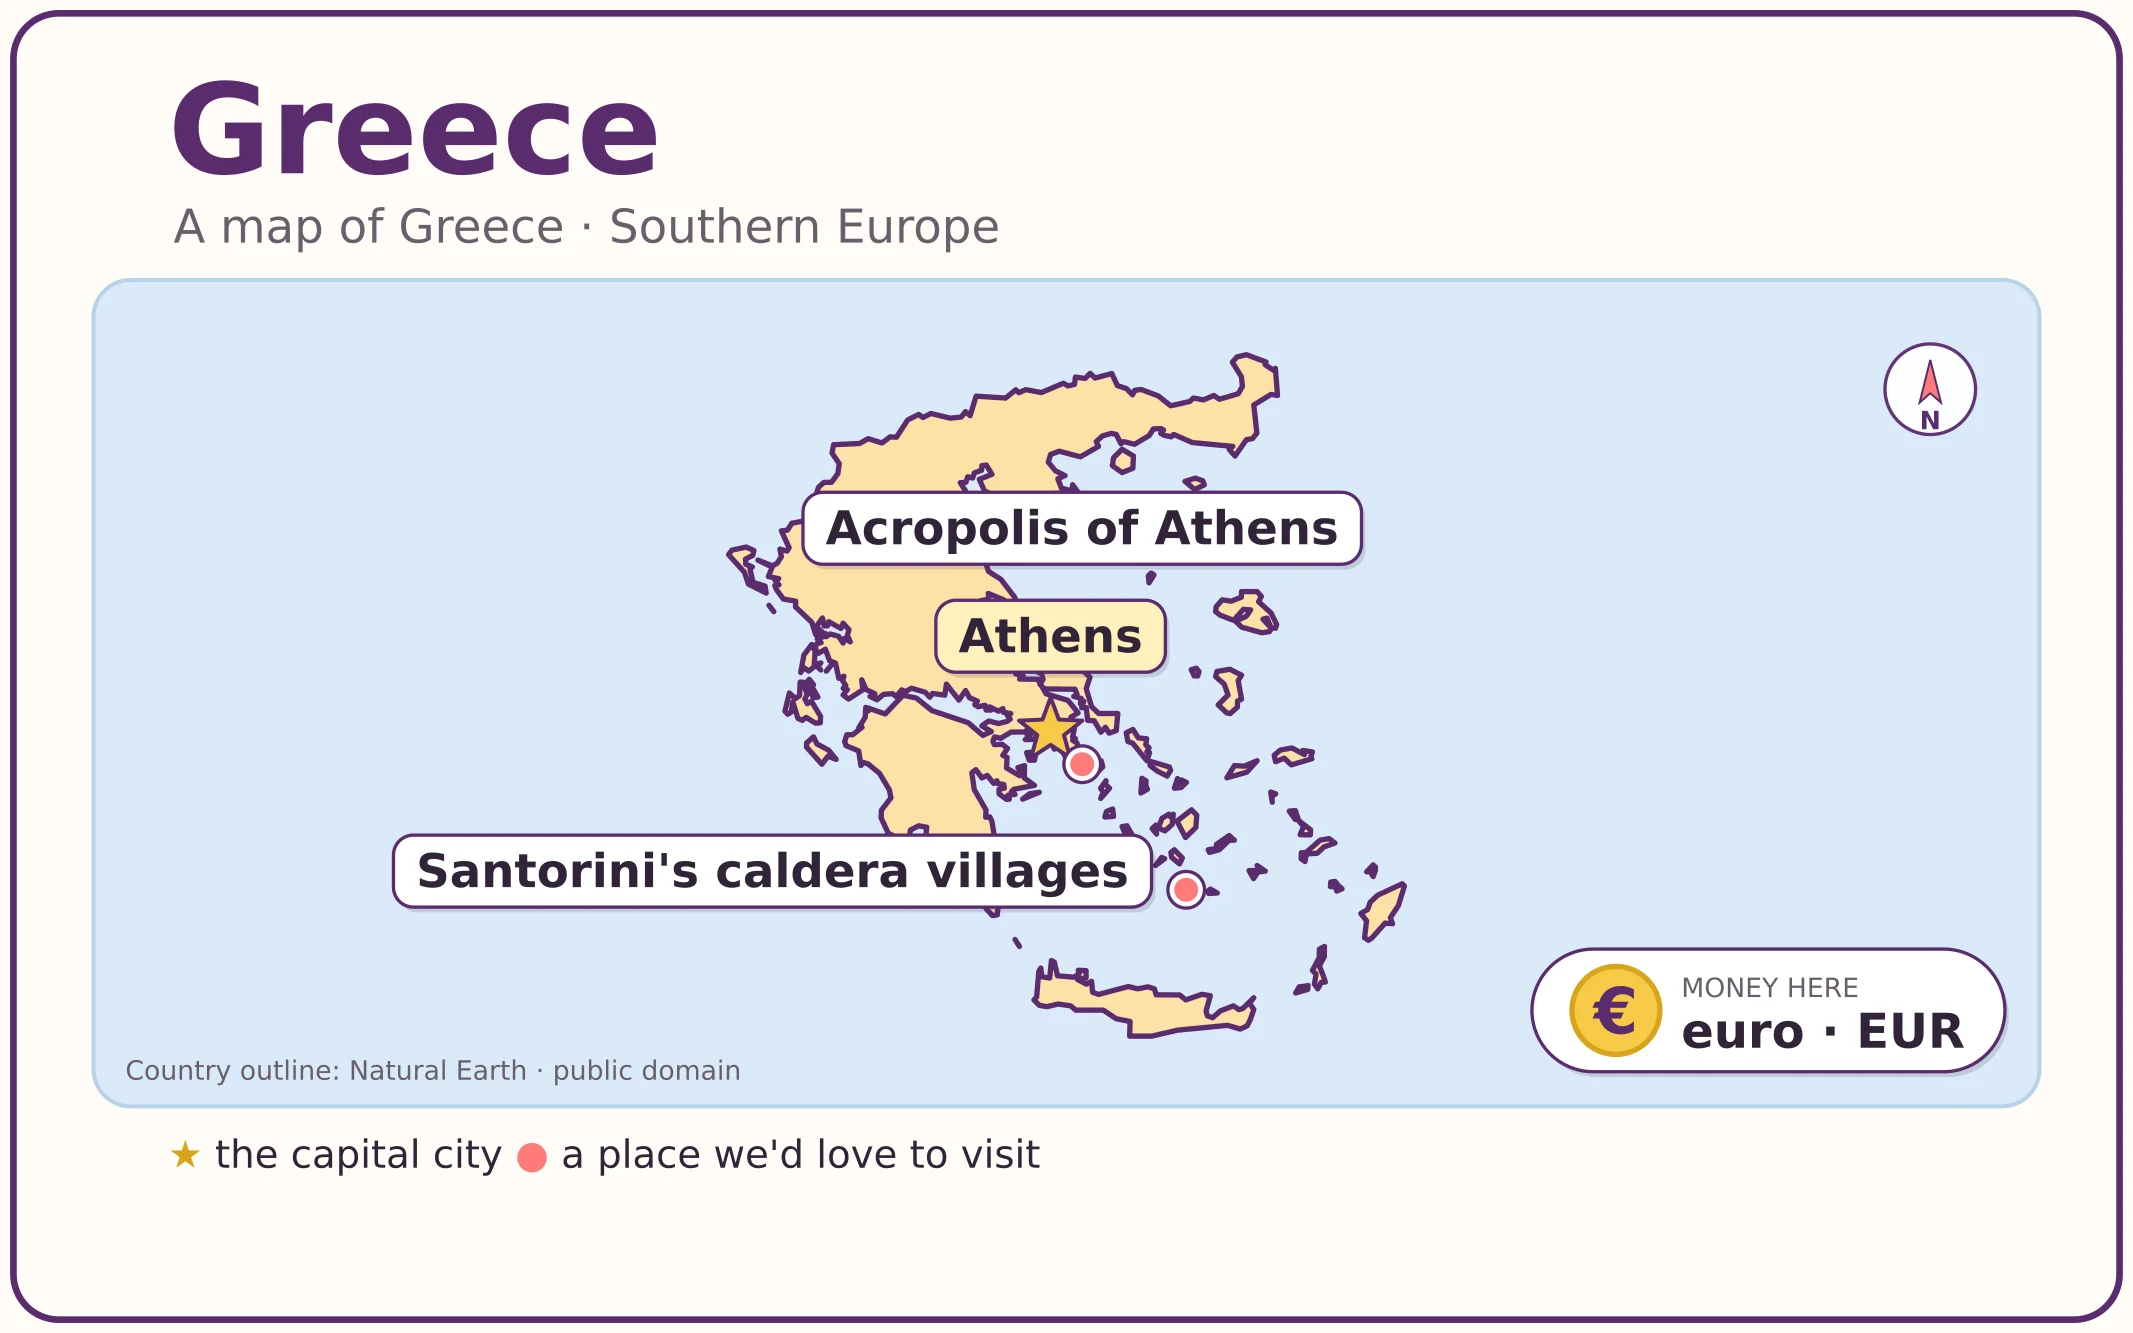 Greece
A map of Greece · Southern Europe
N
Acropolis of Athens
Athens
Santorini's caldera villages
€
MONEY HERE
euro · EUR
Country outline: Natural Earth · public domain
★ the capital city ● a place we'd love to visit